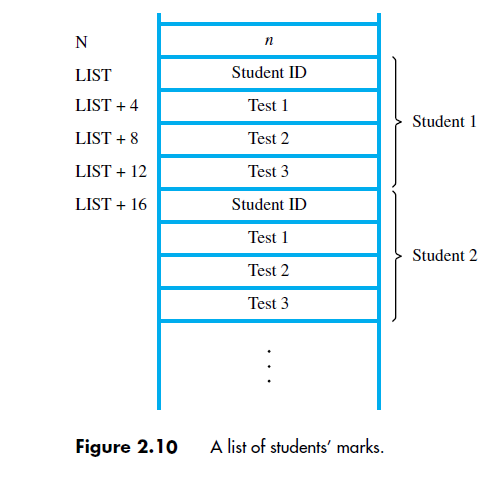 N n
LIST Student ID
LIST + 4 Test 1
Student 1
LIST + 8 Test 2
LIST + 12 Test 3
LIST + 16 Student ID
Test 1
Student 2
Test 2
Test 3
Figure 2.10 A list of students' marks.